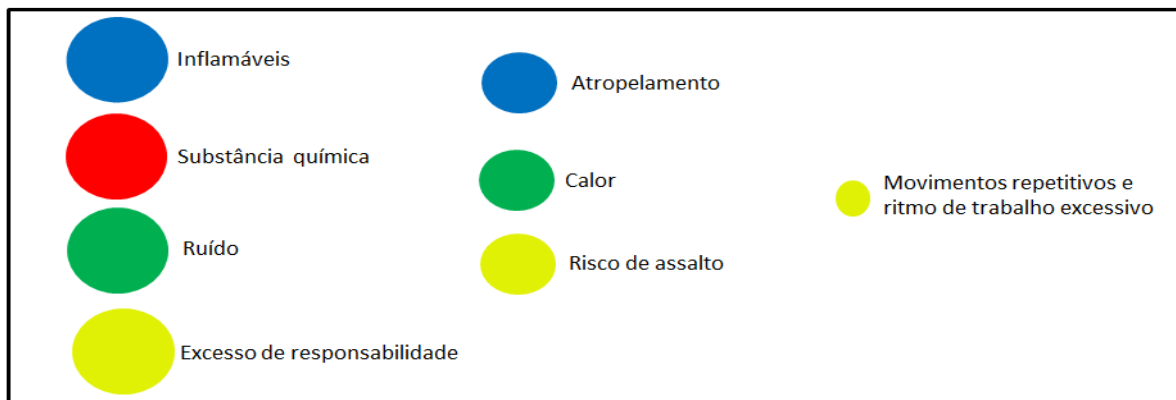 Inflamáveis
Substância química
Ruído
Excesso de responsabilidade
Atropelamento
Calor
Risco de assalto
Movimentos repetitivos e
ritmo de trabalho excessivo